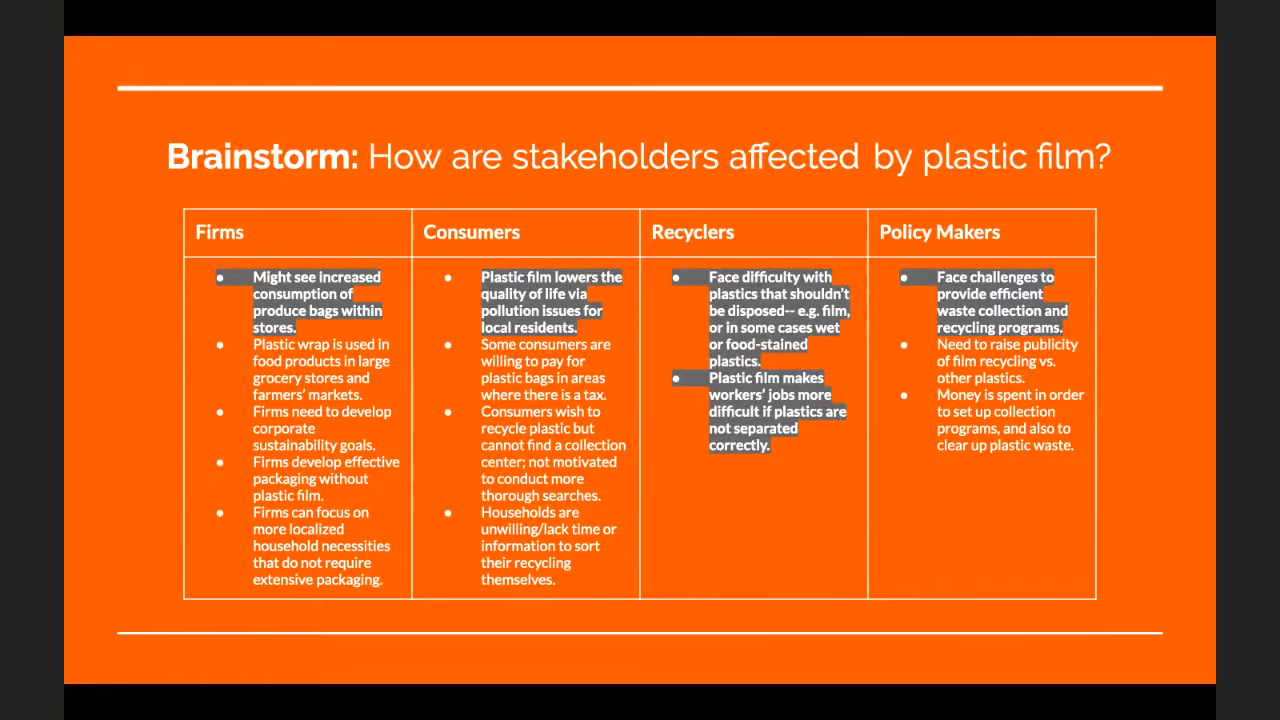 Brainstorm: How are stakeholders affected by plastic film?
Firms
● Might see increased
consumption of
produce bags within
stores.
● Plastic wrap is used in
food products in large
grocery stores and
farmers' markets.
● Firms need to develop
corporate
sustainability goals.
● Firms develop effective
packaging without
plastic film.
● Firms can focus on
more localized
household necessities
that do not require
extensive packaging.
Consumers
● Plastic film lowers the
quality of life via
pollution issues for
local residents.
● Some consumers are
willing to pay for
plastic bags in areas
where there is a tax.
● Consumers wish to
recycle plastic but
cannot find a collection
center; not motivated
to conduct more
thorough searches.
● Households are
unwilling/lack time or
information to sort
their recycling
themselves.
Recyclers
● Face difficulty with
plastics that shouldn't
be disposed-- e.g. film,
or in some cases wet
or food-stained
plastics.
● Plastic film makes
workers' jobs more
difficult if plastics are
not separated
correctly.
Policy Makers
● Face challenges to
provide efficient
waste collection and
recycling programs.
● Need to raise publicity
of film recycling vs.
other plastics.
● Money is spent in order
to set up collection
programs, and also to
clear up plastic waste.